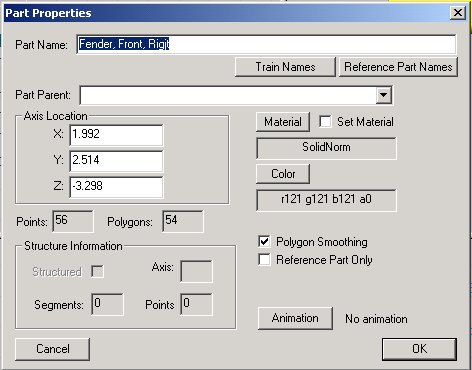 Part Properties
Part Name: Fender, Front, Right
Train Names Reference Part Names
Part Parent:
Axis Location
X: 1.992
Y: 2.514
Z: -3.298
Material Set Material
SolidNorm
Color
r121 g121 b121 a0
Points: 56 Polygons: 54
Polygon Smoothing
Reference Part Only
Structure Information
Structured Axis:
Segments: 0 Points 0
Animation No animation
Cancel OK